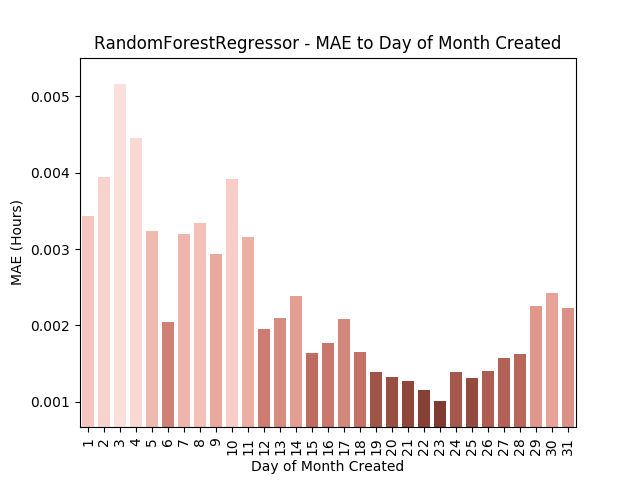 RandomForestRegressor - MAE to Day of Month Created
MAE (Hours)
0.005
0.004
0.003
0.002
0.001
1 2 3 4 5 6 7 8 9 10 11 12 13 14 15 16 17 18 19 20 21 22 23 24 25 26 27 28 29 30 31
Day of Month Created